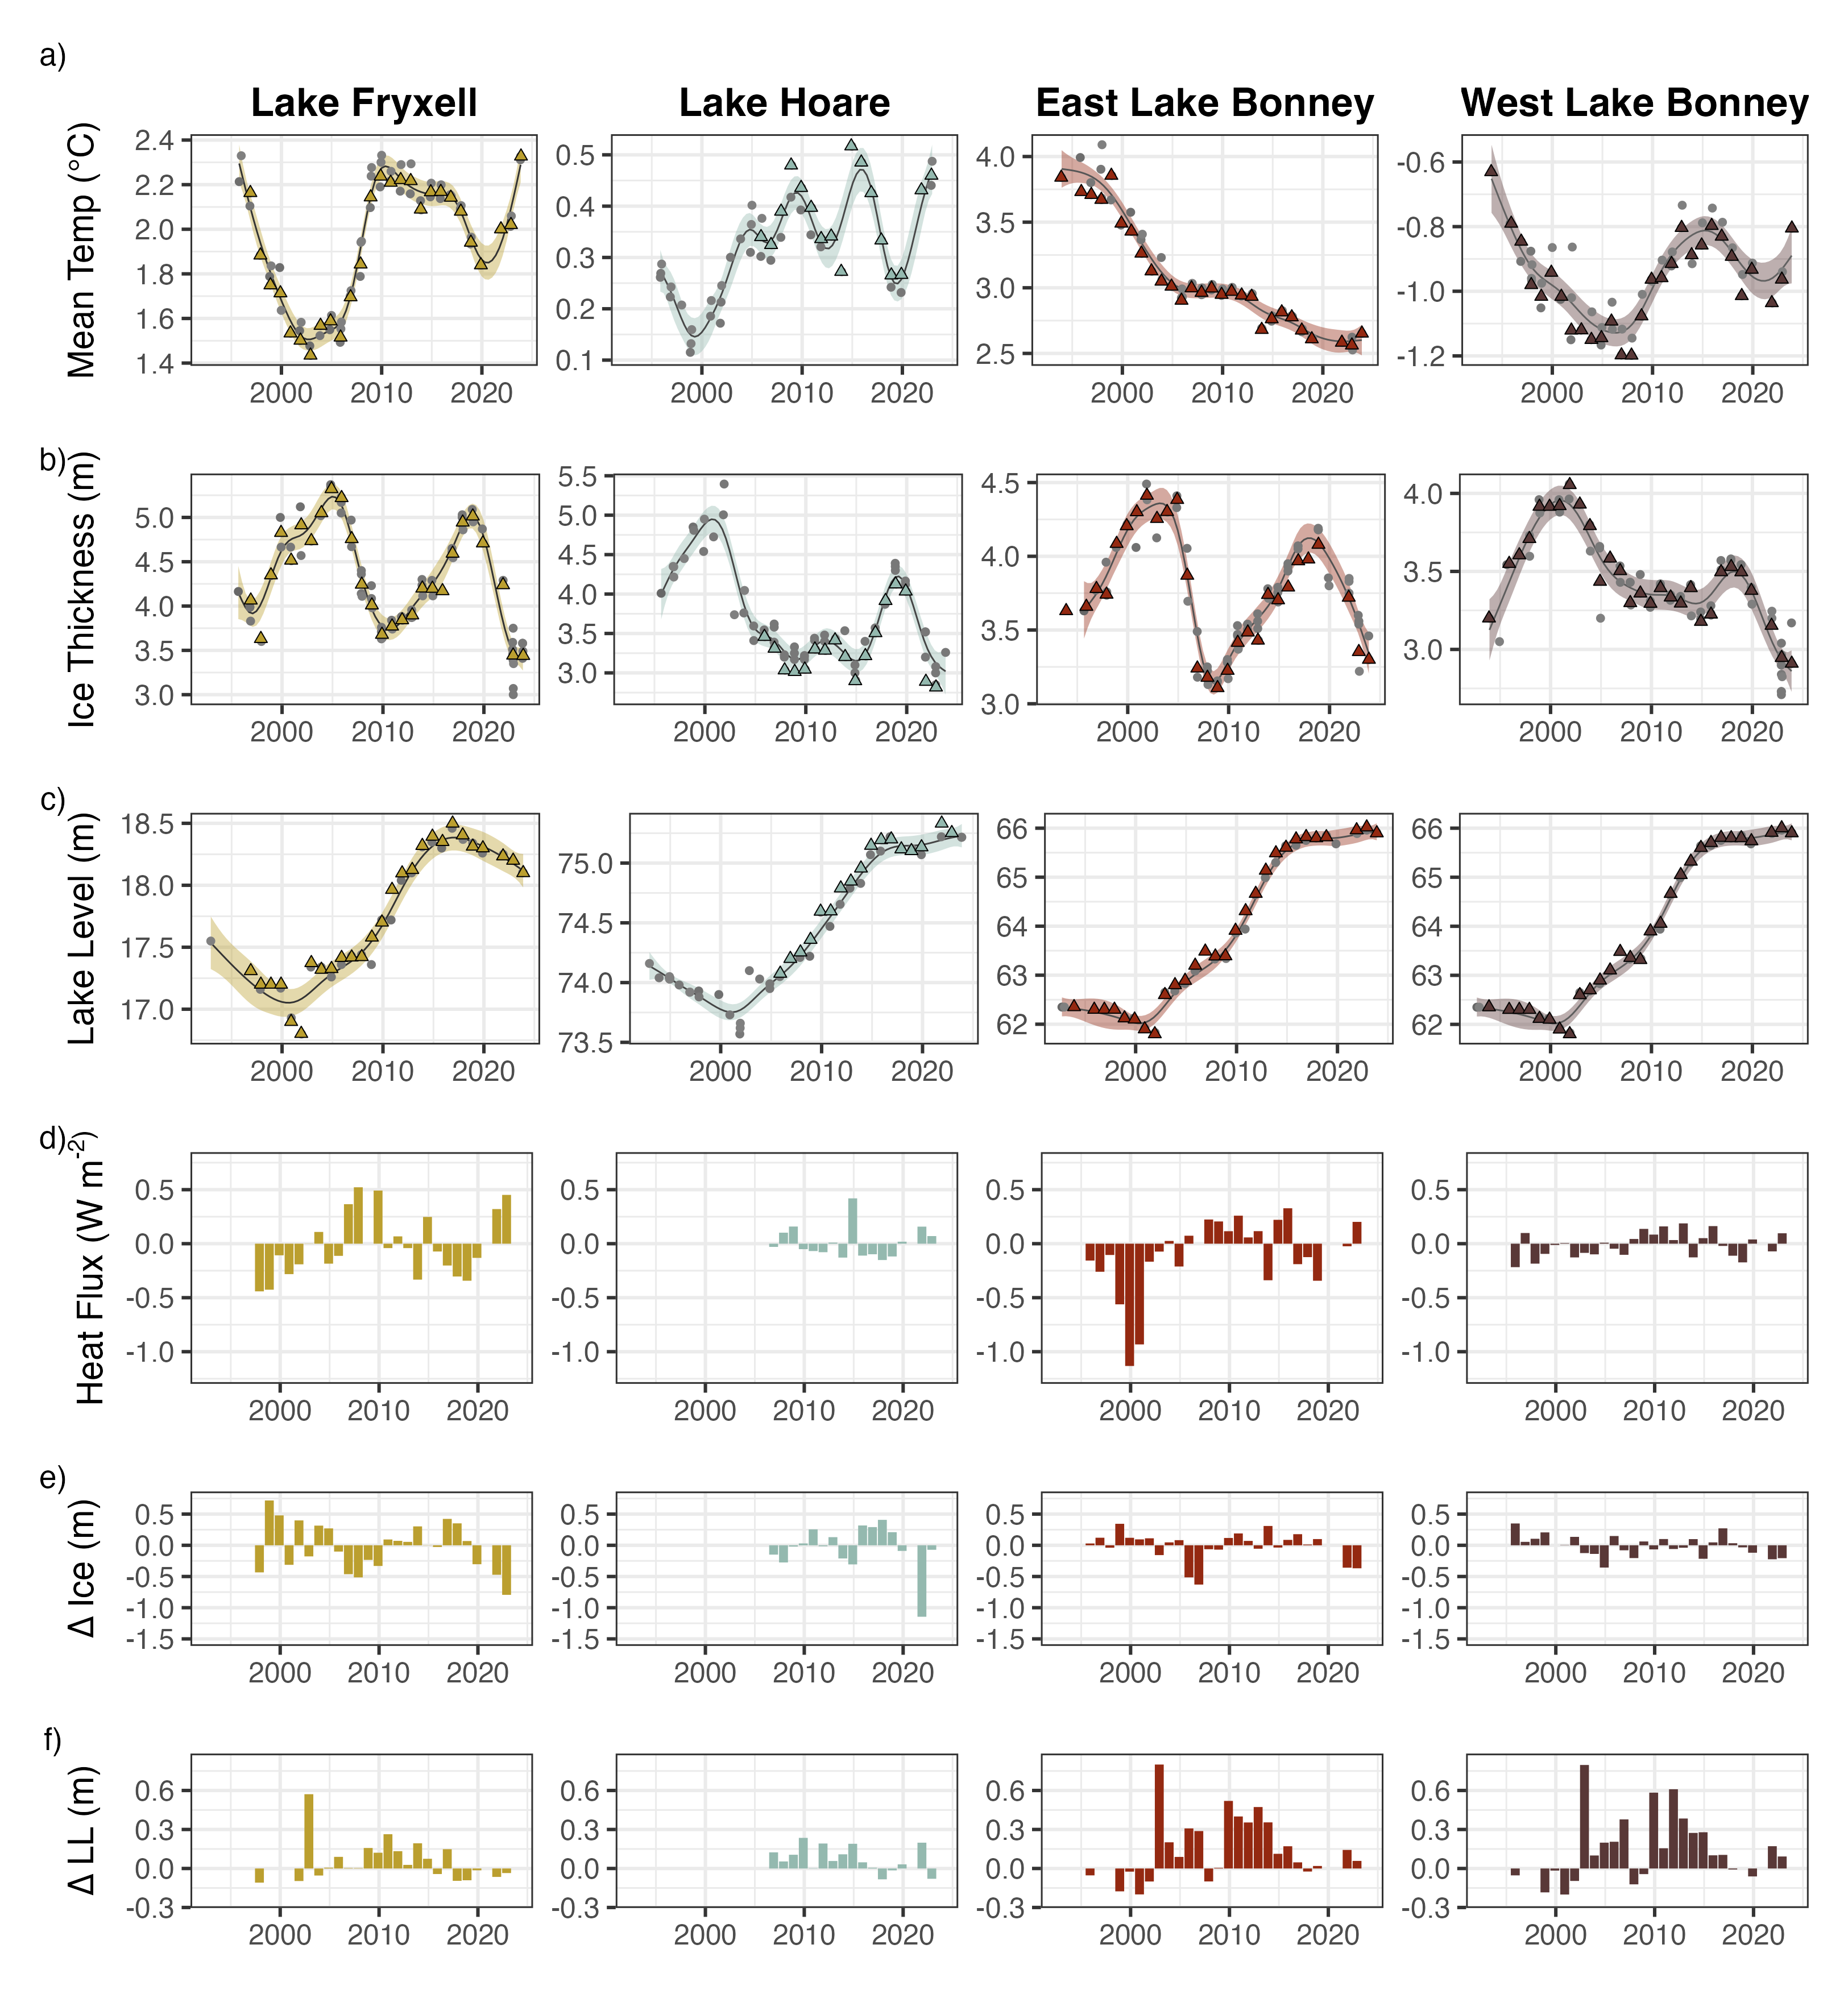 a)
Lake Fryxell Lake Hoare East Lake Bonney West Lake Bonney
Mean Temp (°C)
2.4
2.2
2.0
1.8
1.6
1.4
2000 2010 2020
0.5
0.4
0.3
0.2
0.1
2000 2010 2020
4.0
3.5
3.0
2.5
2000 2010 2020
-0.6
-0.8
-1.0
-1.2
2000 2010 2020
b)
Ice Thickness (m)
5.0
4.5
4.0
3.5
3.0
2000 2010 2020
5.5
5.0
4.5
4.0
3.5
3.0
2000 2010 2020
4.5
4.0
3.5
3.0
2000 2010 2020
4.0
3.5
3.0
2000 2010 2020
c)
Lake Level (m)
18.5
18.0
17.5
17.0
2000 2010 2020
75.0
74.5
74.0
73.5
2000 2010 2020
66
65
64
63
62
2000 2010 2020
66
65
64
63
62
2000 2010 2020
d)
Heat Flux (W m-2)
0.5
0.0
-0.5
-1.0
2000 2010 2020
0.5
0.0
-0.5
-1.0
2000 2010 2020
0.5
0.0
-0.5
-1.0
2000 2010 2020
0.5
0.0
-0.5
-1.0
2000 2010 2020
e)
Δ Ice (m)
0.5
0.0
-0.5
-1.0
-1.5
2000 2010 2020
0.5
0.0
-0.5
-1.0
-1.5
2000 2010 2020
0.5
0.0
-0.5
-1.0
-1.5
2000 2010 2020
0.5
0.0
-0.5
-1.0
-1.5
2000 2010 2020
f)
Δ LL (m)
0.6
0.3
0.0
-0.3
2000 2010 2020
0.6
0.3
0.0
-0.3
2000 2010 2020
0.6
0.3
0.0
-0.3
2000 2010 2020
0.6
0.3
0.0
-0.3
2000 2010 2020